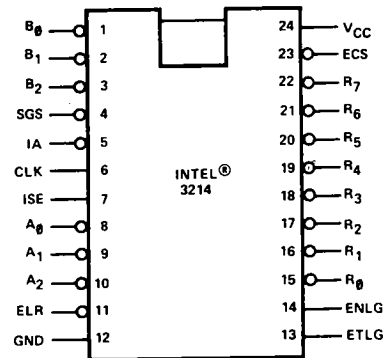 B0 1 24 VCC
B1 2 23 ECS
B2 3 22 R7
SGS 4 21 R6
IA 5 20 R5
CLK 6 19 R4
INTEL®
3214
ISE 7 18 R3
A0 8 17 R2
A1 9 16 R1
A2 10 15 R0
ELR 11 14 ENLG
GND 12 13 ETLG